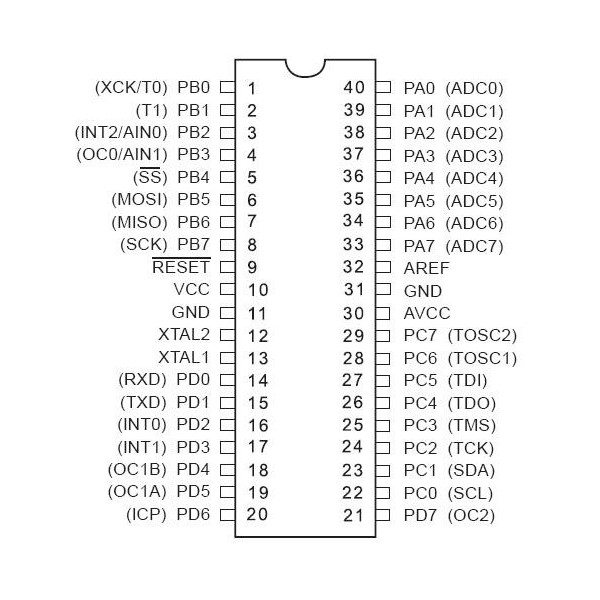 (XCK/T0) PB0 1 40 PA0 (ADC0)
(T1) PB1 2 39 PA1 (ADC1)
(INT2/AIN0) PB2 3 38 PA2 (ADC2)
(OC0/AIN1) PB3 4 37 PA3 (ADC3)
(SS) PB4 5 36 PA4 (ADC4)
(MOSI) PB5 6 35 PA5 (ADC5)
(MISO) PB6 7 34 PA6 (ADC6)
(SCK) PB7 8 33 PA7 (ADC7)
RESET 9 32 AREF
VCC 10 31 GND
GND 11 30 AVCC
XTAL2 12 29 PC7 (TOSC2)
XTAL1 13 28 PC6 (TOSC1)
(RXD) PD0 14 27 PC5 (TDI)
(TXD) PD1 15 26 PC4 (TDO)
(INT0) PD2 16 25 PC3 (TMS)
(INT1) PD3 17 24 PC2 (TCK)
(OC1B) PD4 18 23 PC1 (SDA)
(OC1A) PD5 19 22 PC0 (SCL)
(ICP) PD6 20 21 PD7 (OC2)